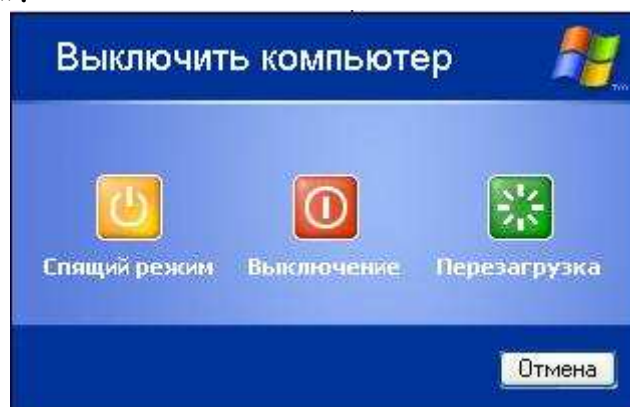 Выключить компьютер
Спящий режим Выключение Перезагрузка
Отмена